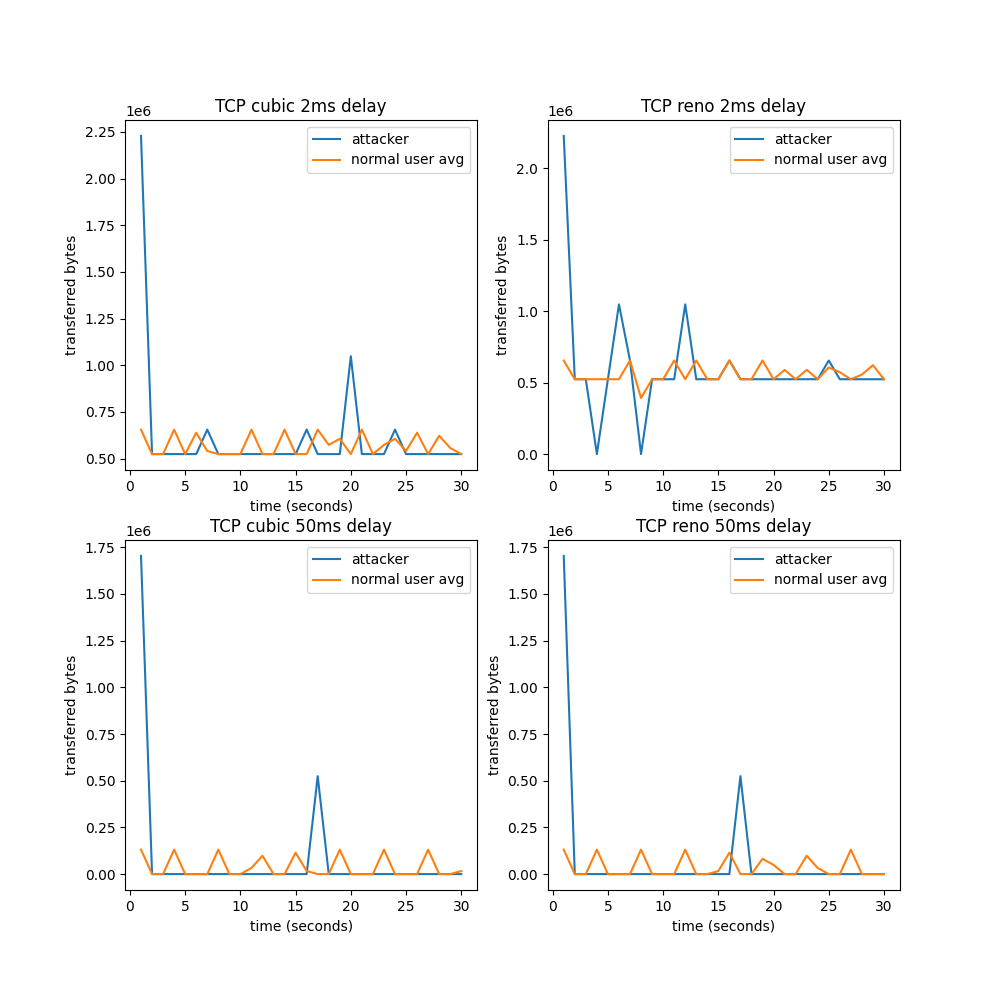 TCP cubic 2ms delay
1e6
attacker
normal user avg
2.25
2.00
1.75
1.50
1.25
1.00
0.75
0.50
transferred bytes
0 5 10 15 20 25 30
time (seconds)
TCP reno 2ms delay
1e6
attacker
normal user avg
2.0
1.5
1.0
0.5
0.0
transferred bytes
0 5 10 15 20 25 30
time (seconds)
TCP cubic 50ms delay
1e6
attacker
normal user avg
1.75
1.50
1.25
1.00
0.75
0.50
0.25
0.00
transferred bytes
0 5 10 15 20 25 30
time (seconds)
TCP reno 50ms delay
1e6
attacker
normal user avg
1.75
1.50
1.25
1.00
0.75
0.50
0.25
0.00
transferred bytes
0 5 10 15 20 25 30
time (seconds)